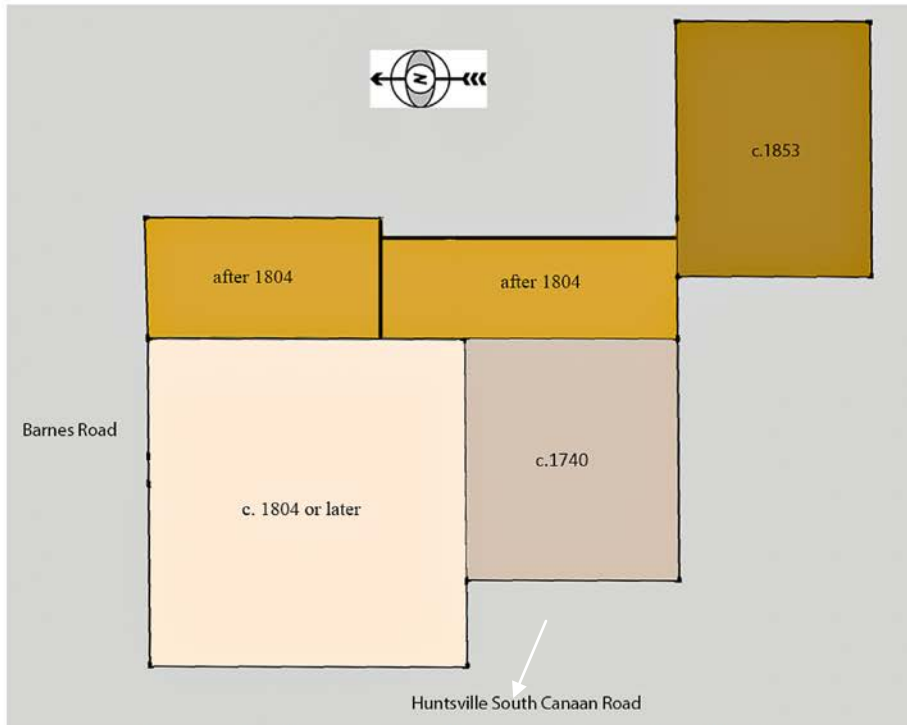 N
c.1853
after 1804
after 1804
Barnes Road
c.1740
c. 1804 or later
Huntsville South Canaan Road